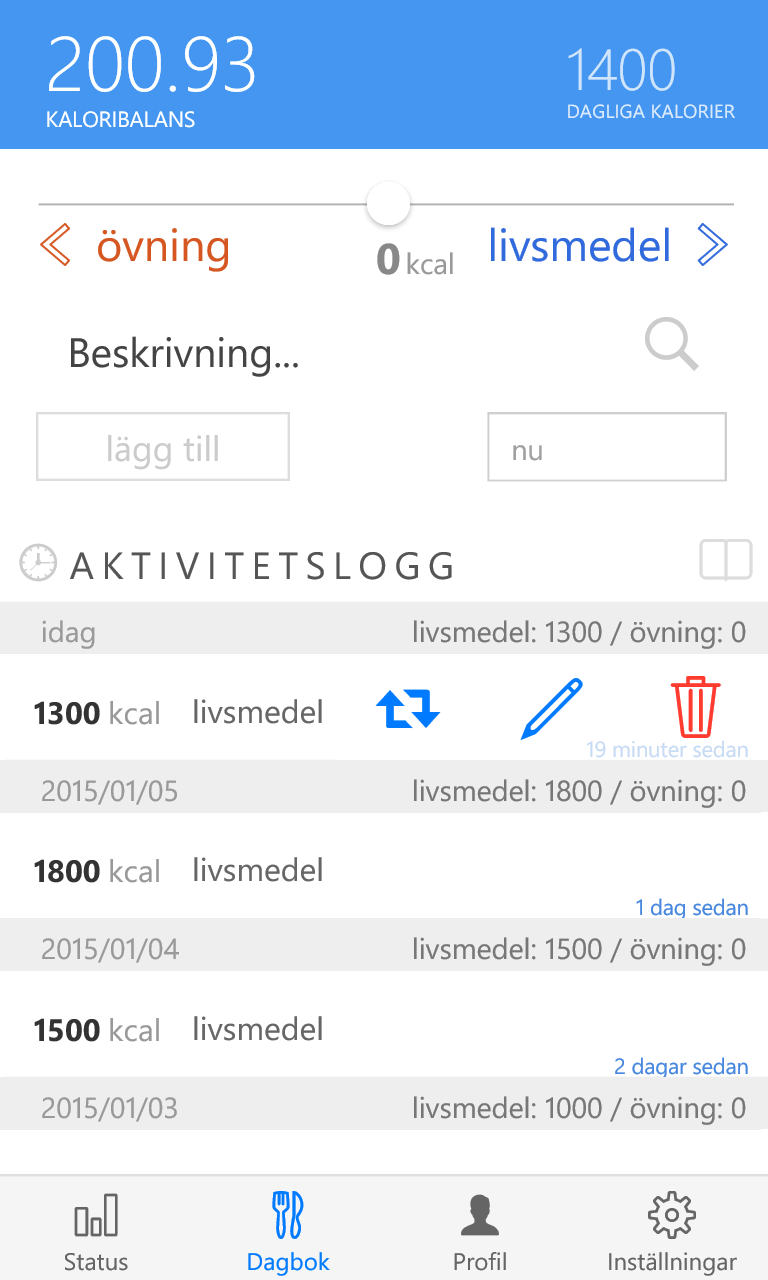 200.93
1400
KALORIBALANS
DAGLIGA KALORIER
övning
0 kcal
livsmedel
Beskrivning...
lägg till
nu
AKTIVITETSLOGG
idag
livsmedel: 1300 / övning: 0
1300 kcal livsmedel
19 minuter sedan
2015/01/05
livsmedel: 1800 / övning: 0
1800 kcal livsmedel
1 dag sedan
2015/01/04
livsmedel: 1500 / övning: 0
1500 kcal livsmedel
2 dagar sedan
2015/01/03
livsmedel: 1000 / övning: 0
Status
Dagbok
Profil
Inställningar